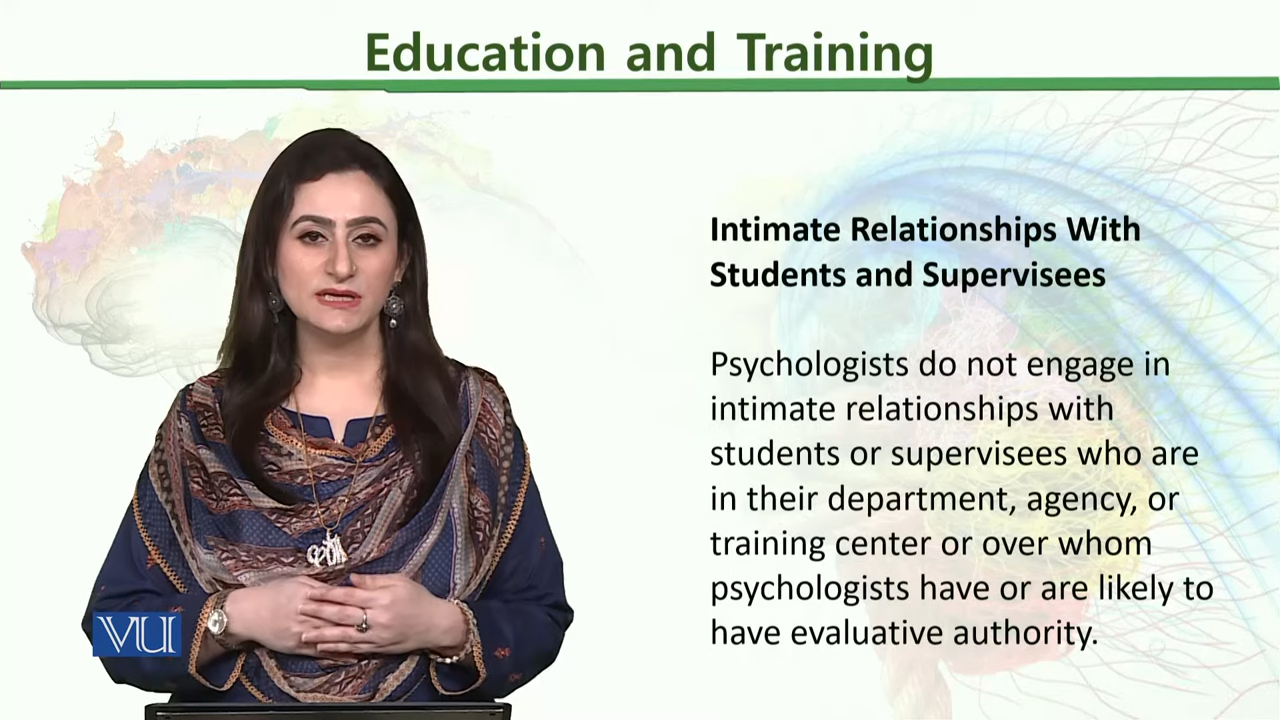 Education and Training
Intimate Relationships With
Students and Supervisees
Psychologists do not engage in
intimate relationships with
students or supervisees who are
in their department, agency, or
training center or over whom
psychologists have or are likely to
have evaluative authority.
VU